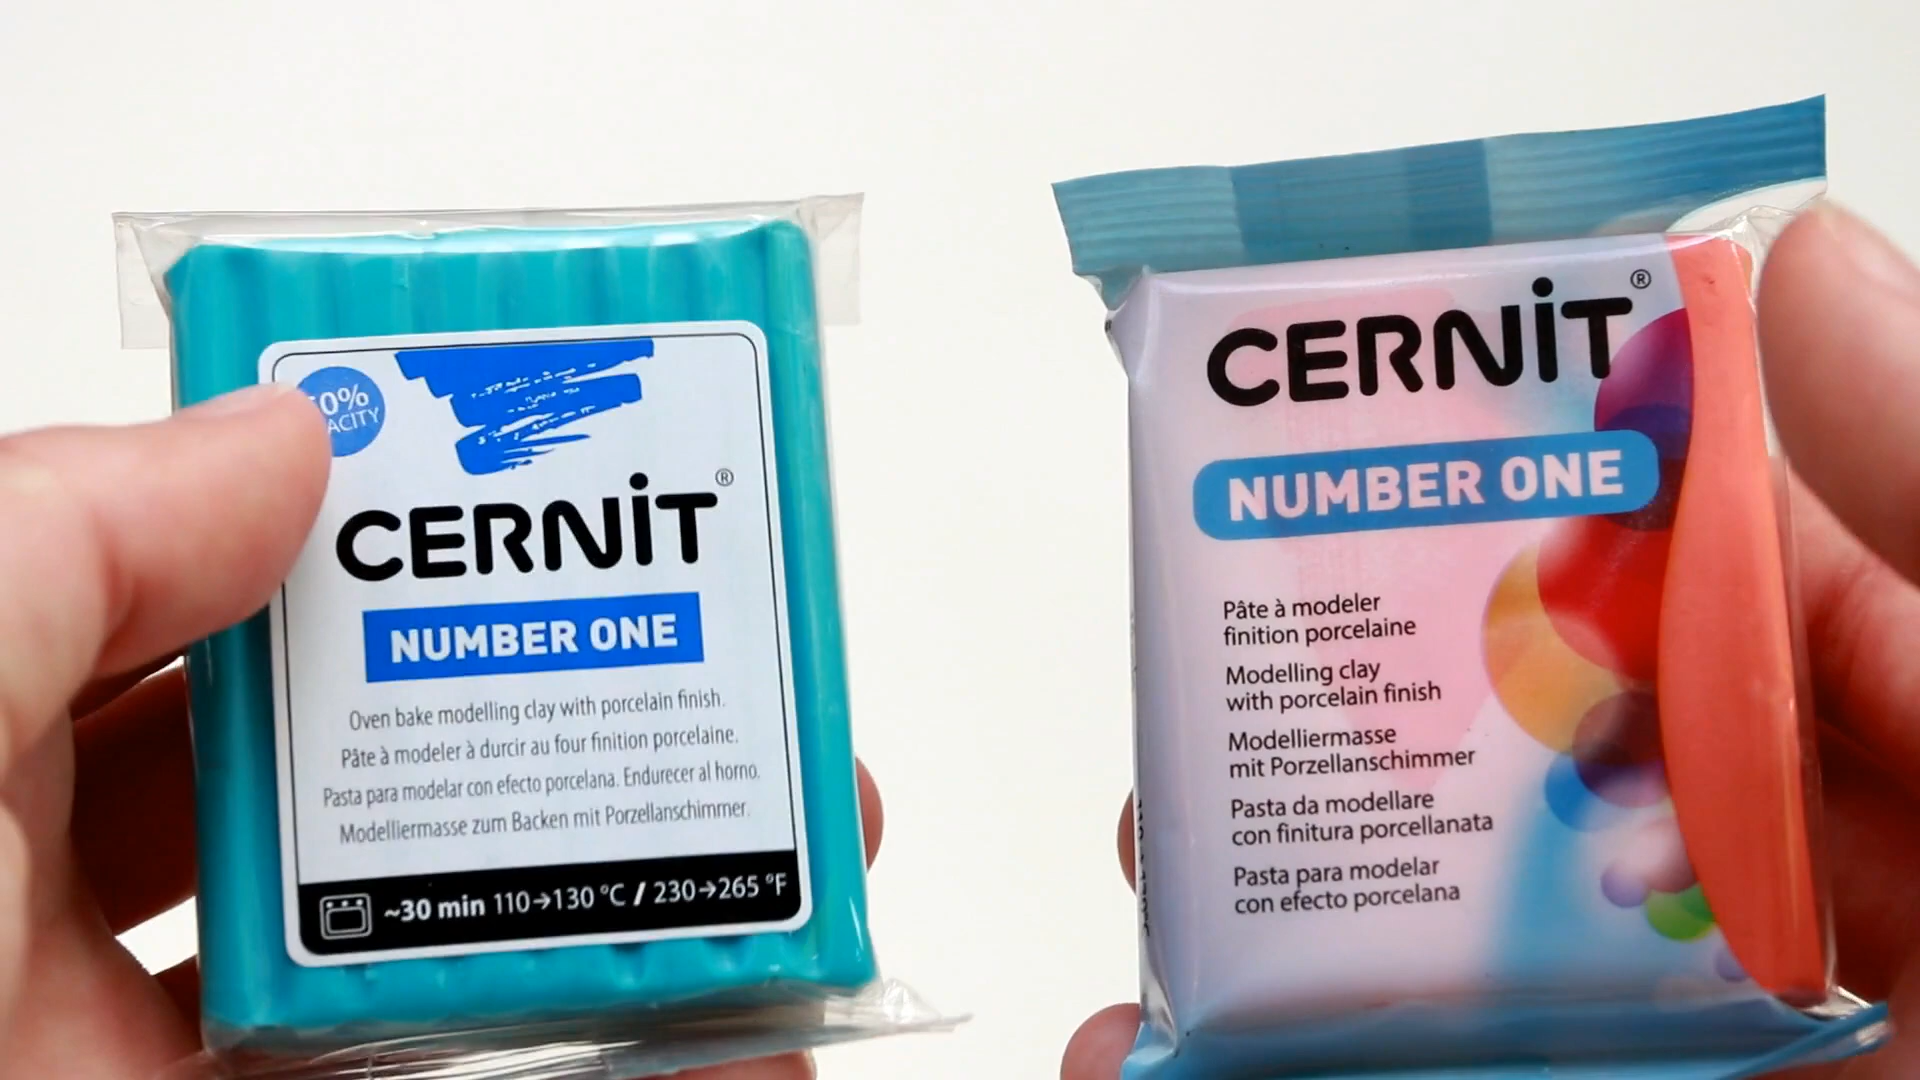 CERNiT®
NUMBER ONE
Oven bake modelling clay with porcelain finish.
Pâte à modeler à durcir au four finition porcelaine.
Pasta para modelar con efecto porcelana. Endurecer al horno.
Modelliermasse zum Backen mit Porzellanschimmer.
~30 min 110→130 °C / 230→265 °F
CERNiT®
NUMBER ONE
Pâte à modeler
finition porcelaine
Modelling clay
with porcelain finish
Modelliermasse
mit Porzellanschimmer
Pasta da modellare
con finitura porcellanata
Pasta para modelar
con efecto porcelana